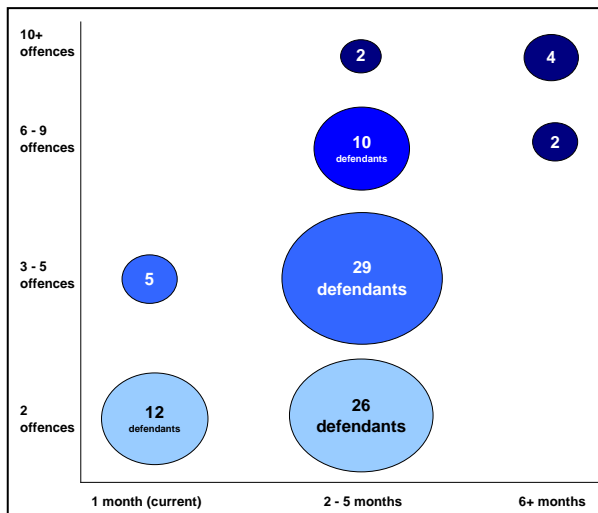 10+
offences
2
4
6 - 9
offences
10
defendants
2
3 - 5
offences
5
29
defendants
2
offences
12
defendants
26
defendants
1 month (current)
2 - 5 months
6+ months